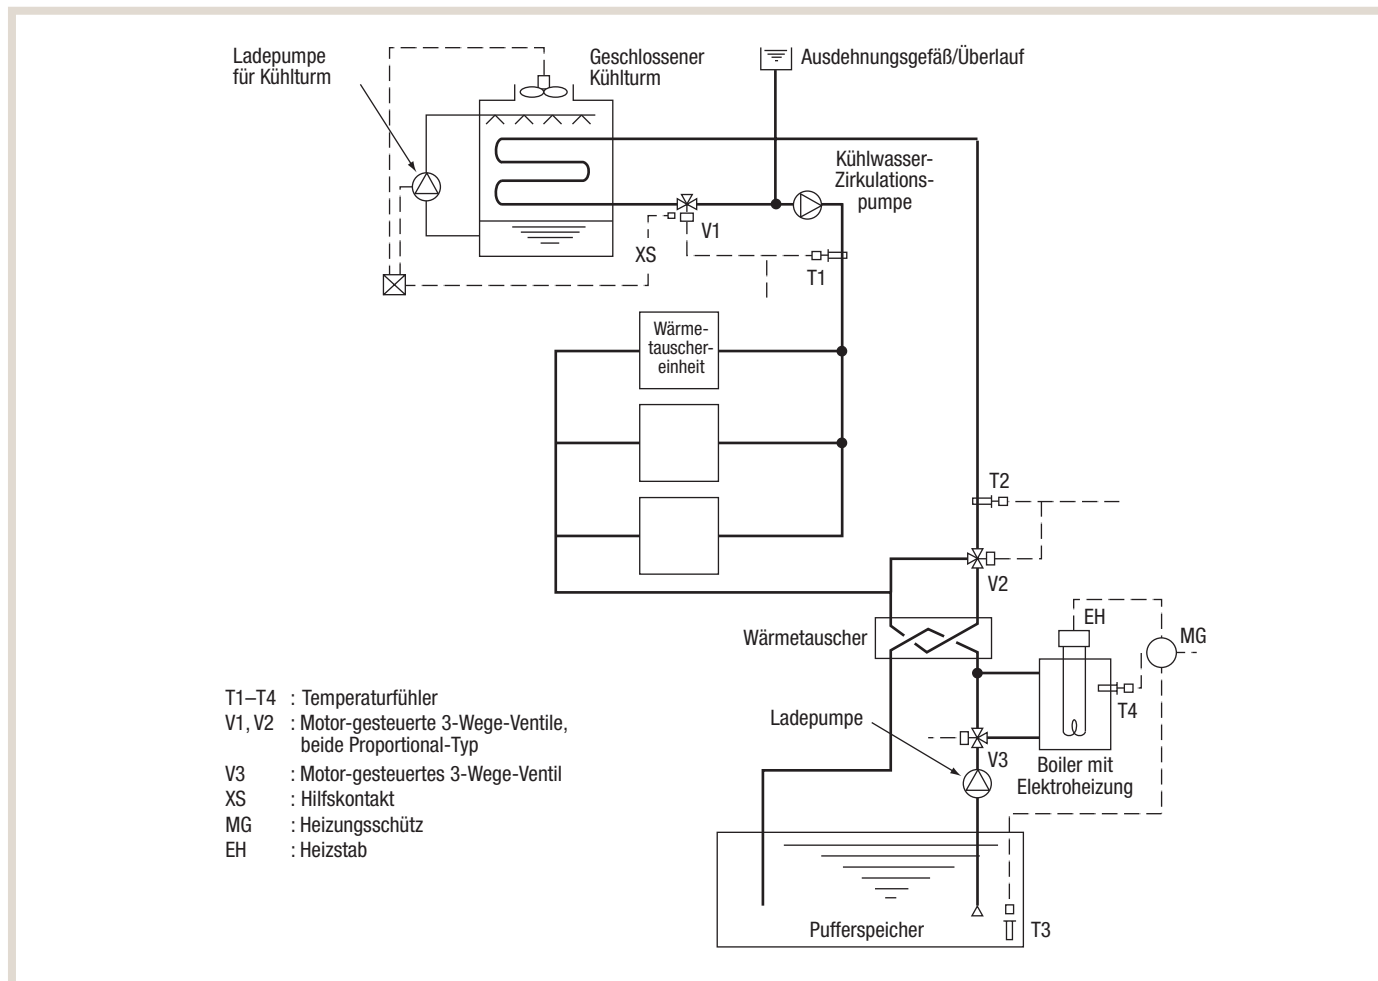 Ladepumpe
für Kühlturm
Geschlossener
Kühlturm
Ausdehnungsgefäß/Überlauf
Kühlwasser-
Zirkulations-
pumpe
V1
XS
T1
Wärme-
tauscher-
einheit
T2
V2
EH
MG
Wärmetauscher
T4
Ladepumpe
V3
Boiler mit
Elektroheizung
T1–T4 : Temperaturfühler
V1, V2 : Motor-gesteuerte 3-Wege-Ventile,
beide Proportional-Typ
V3 : Motor-gesteuertes 3-Wege-Ventil
XS : Hilfskontakt
MG : Heizungsschütz
EH : Heizstab
Pufferspeicher
T3